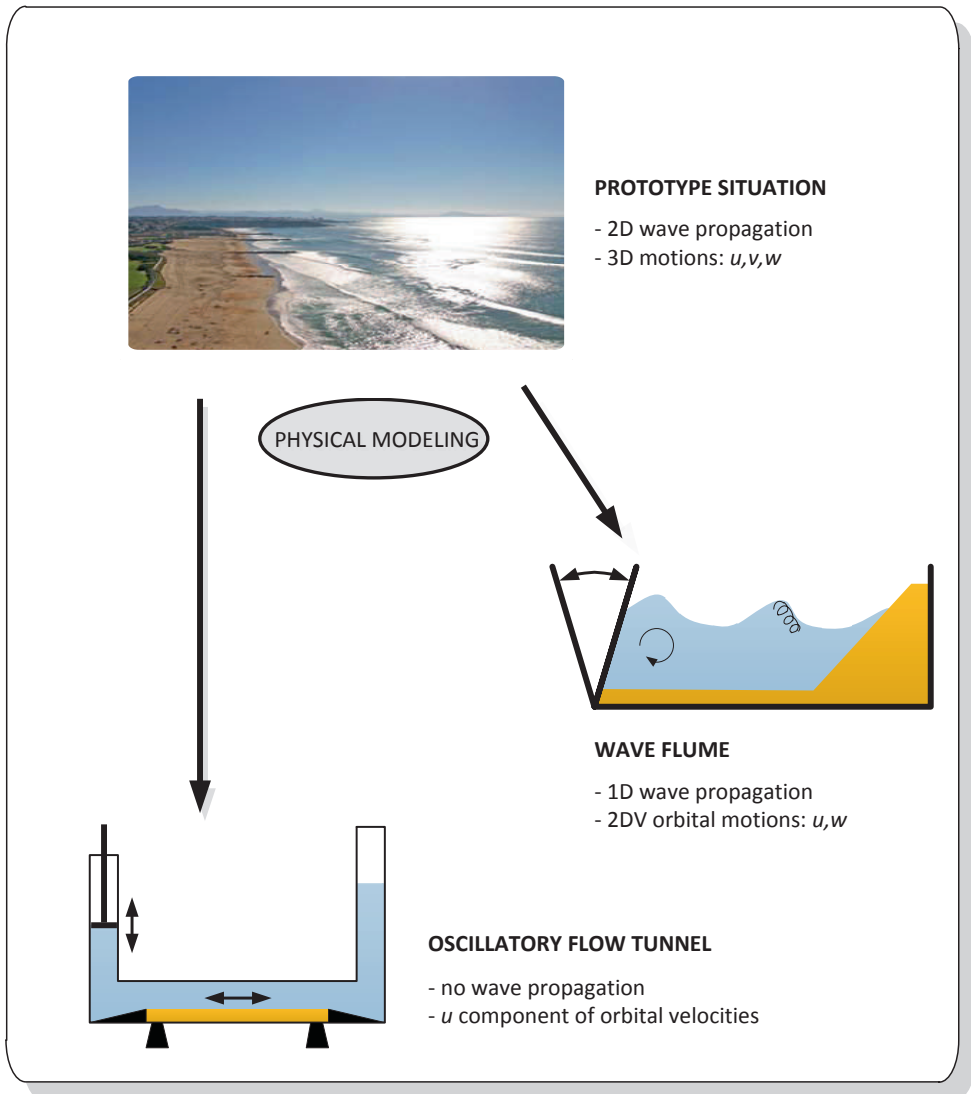 PROTOTYPE SITUATION
- 2D wave propagation
- 3D motions: u,v,w
PHYSICAL MODELING
WAVE FLUME
- 1D wave propagation
- 2DV orbital motions: u,w
OSCILLATORY FLOW TUNNEL
- no wave propagation
- u component of orbital velocities